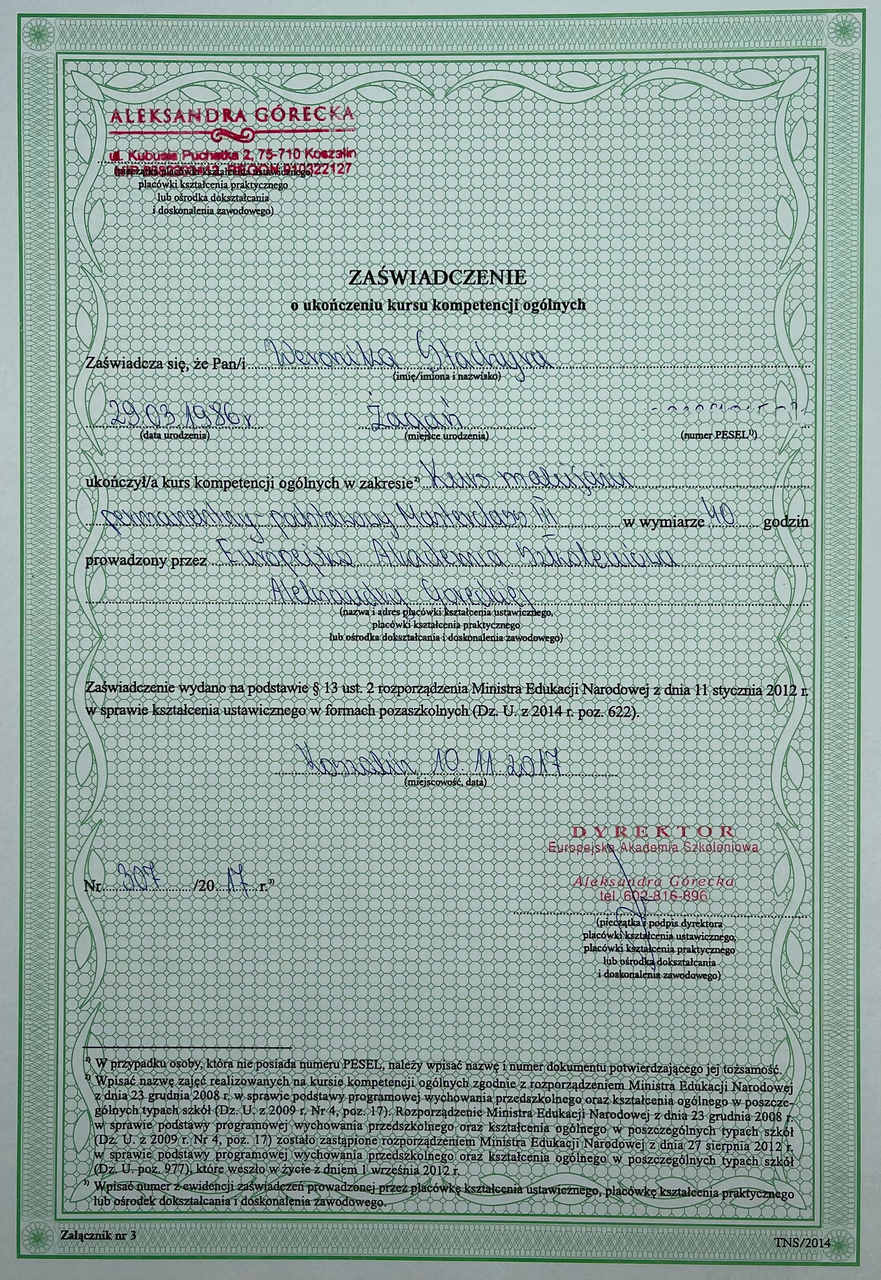 ALEKSANDRA GÓRECKA
ul. Kubusia Puchatka 2, 75-710 Koszalin
REGON 910322127
placówki kształcenia praktycznego
lub ośrodka dokształcania
i doskonalenia zawodowego)
ZAŚWIADCZENIE
o ukończeniu kursu kompetencji ogólnych
Zaświadcza się, że Pan/i Weronika
(imię/imiona i nazwisko)
29.03.1986r Żagań
(data urodzenia) (miejsce urodzenia) (numer PESEL¹⁾)
ukończył/a kurs kompetencji ogólnych w zakresie²⁾ Kurs makijażu
permanentny-podstawowy Masterclass III w wymiarze 40 godzin
prowadzony przez Europejska Akademia Szkoleniowa
Aleksandry Góreckiej
(nazwa i adres placówki kształcenia ustawicznego,
placówki kształcenia praktycznego
lub ośrodka dokształcania i doskonalenia zawodowego)
Zaświadczenie wydano na podstawie § 13 ust. 2 rozporządzenia Ministra Edukacji Narodowej z dnia 11 stycznia 2012 r.
w sprawie kształcenia ustawicznego w formach pozaszkolnych (Dz. U. z 2014 r. poz. 622).
Koszalin 10.11.2017
(miejscowość, data)
DYREKTOR
Europejska Akademia Szkoleniowa
Nr 307 /20 17 r.³⁾
Aleksandra Górecka
tel. 602-816-896
(pieczątka i podpis dyrektora
placówki kształcenia ustawicznego,
placówki kształcenia praktycznego
lub ośrodka dokształcania
i doskonalenia zawodowego)
¹⁾ W przypadku osoby, która nie posiada numeru PESEL, należy wpisać nazwę i numer dokumentu potwierdzającego jej tożsamość.
²⁾ Wpisać nazwę zajęć realizowanych na kursie kompetencji ogólnych zgodnie z rozporządzeniem Ministra Edukacji Narodowej
z dnia 23 grudnia 2008 r. w sprawie podstawy programowej wychowania przedszkolnego oraz kształcenia ogólnego w poszcze-
gólnych typach szkół (Dz. U. z 2009 r. Nr 4, poz. 17). Rozporządzenie Ministra Edukacji Narodowej z dnia 23 grudnia 2008 r.
w sprawie podstawy programowej wychowania przedszkolnego oraz kształcenia ogólnego w poszczególnych typach szkół
(Dz. U. z 2009 r. Nr 4, poz. 17) zostało zastąpione rozporządzeniem Ministra Edukacji Narodowej z dnia 27 sierpnia 2012 r.
w sprawie podstawy programowej wychowania przedszkolnego oraz kształcenia ogólnego w poszczególnych typach szkół
(Dz. U. poz. 977), które weszło w życie z dniem 1 września 2012 r.
³⁾ Wpisać numer z ewidencji zaświadczeń prowadzonej przez placówkę kształcenia ustawicznego, placówkę kształcenia praktycznego
lub ośrodek dokształcania i doskonalenia zawodowego.
Załącznik nr 3
TNS/2014